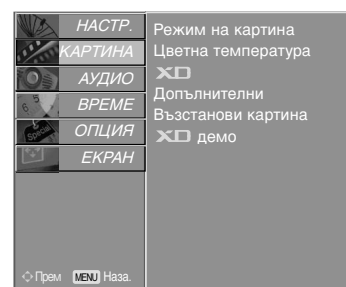 НАСТР.
КАРТИНА
АУДИО
ВРЕМЕ
ОПЦИЯ
ЕКРАН
Режим на картина
Цветна температура
XD
Допълнителни
Възстанови картина
XD демо
Прем MENU Наза.